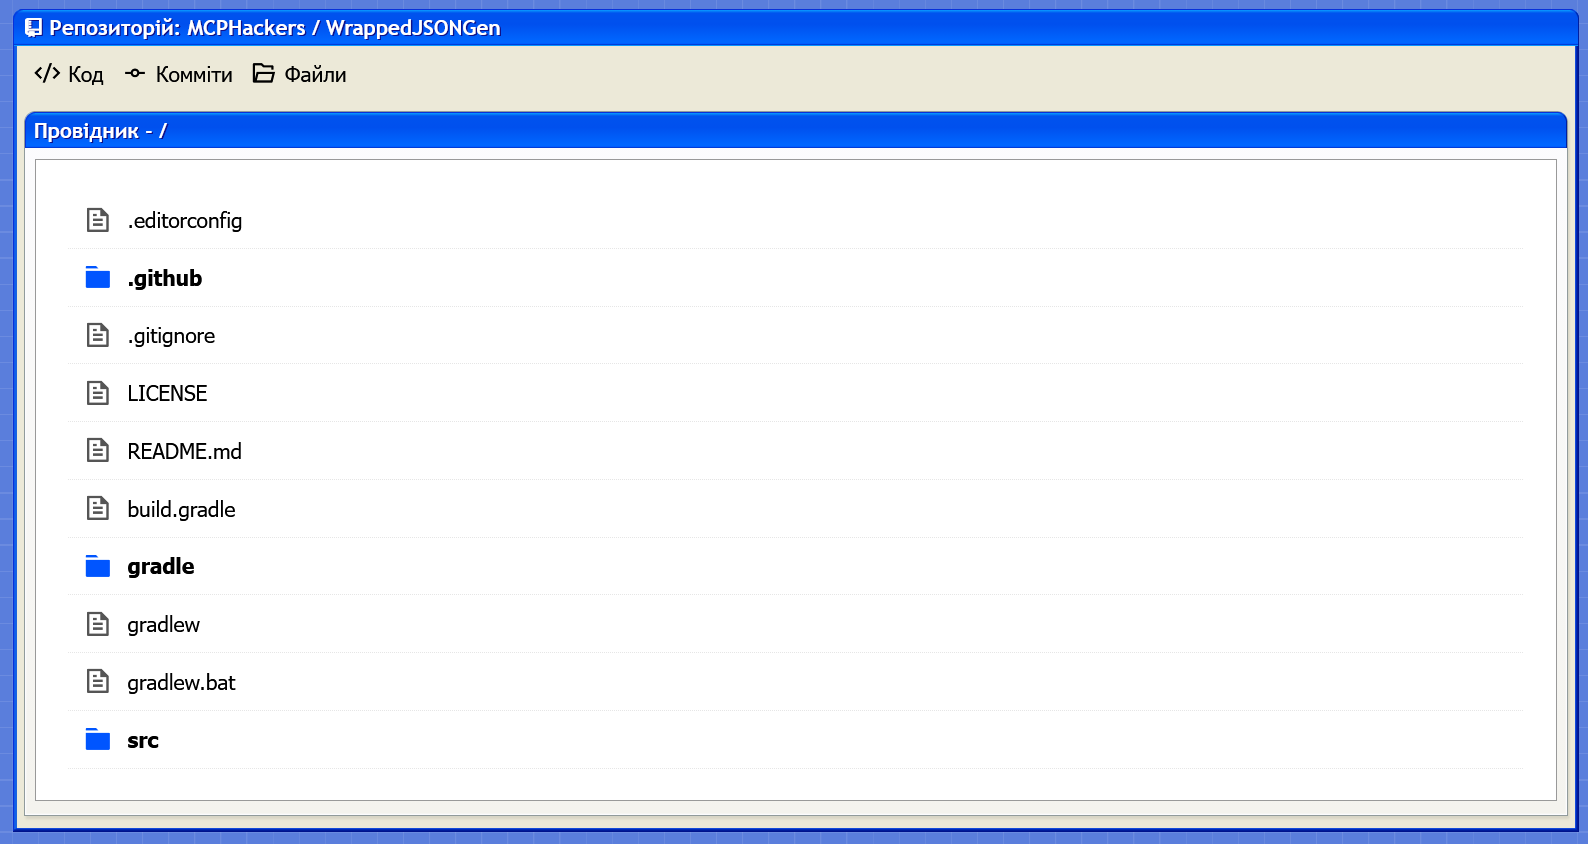 Репозиторій: MCPHackers / WrappedJSONGen
Код Комміти Файли
Провідник - /
.editorconfig
.github
.gitignore
LICENSE
README.md
build.gradle
gradle
gradlew
gradlew.bat
src